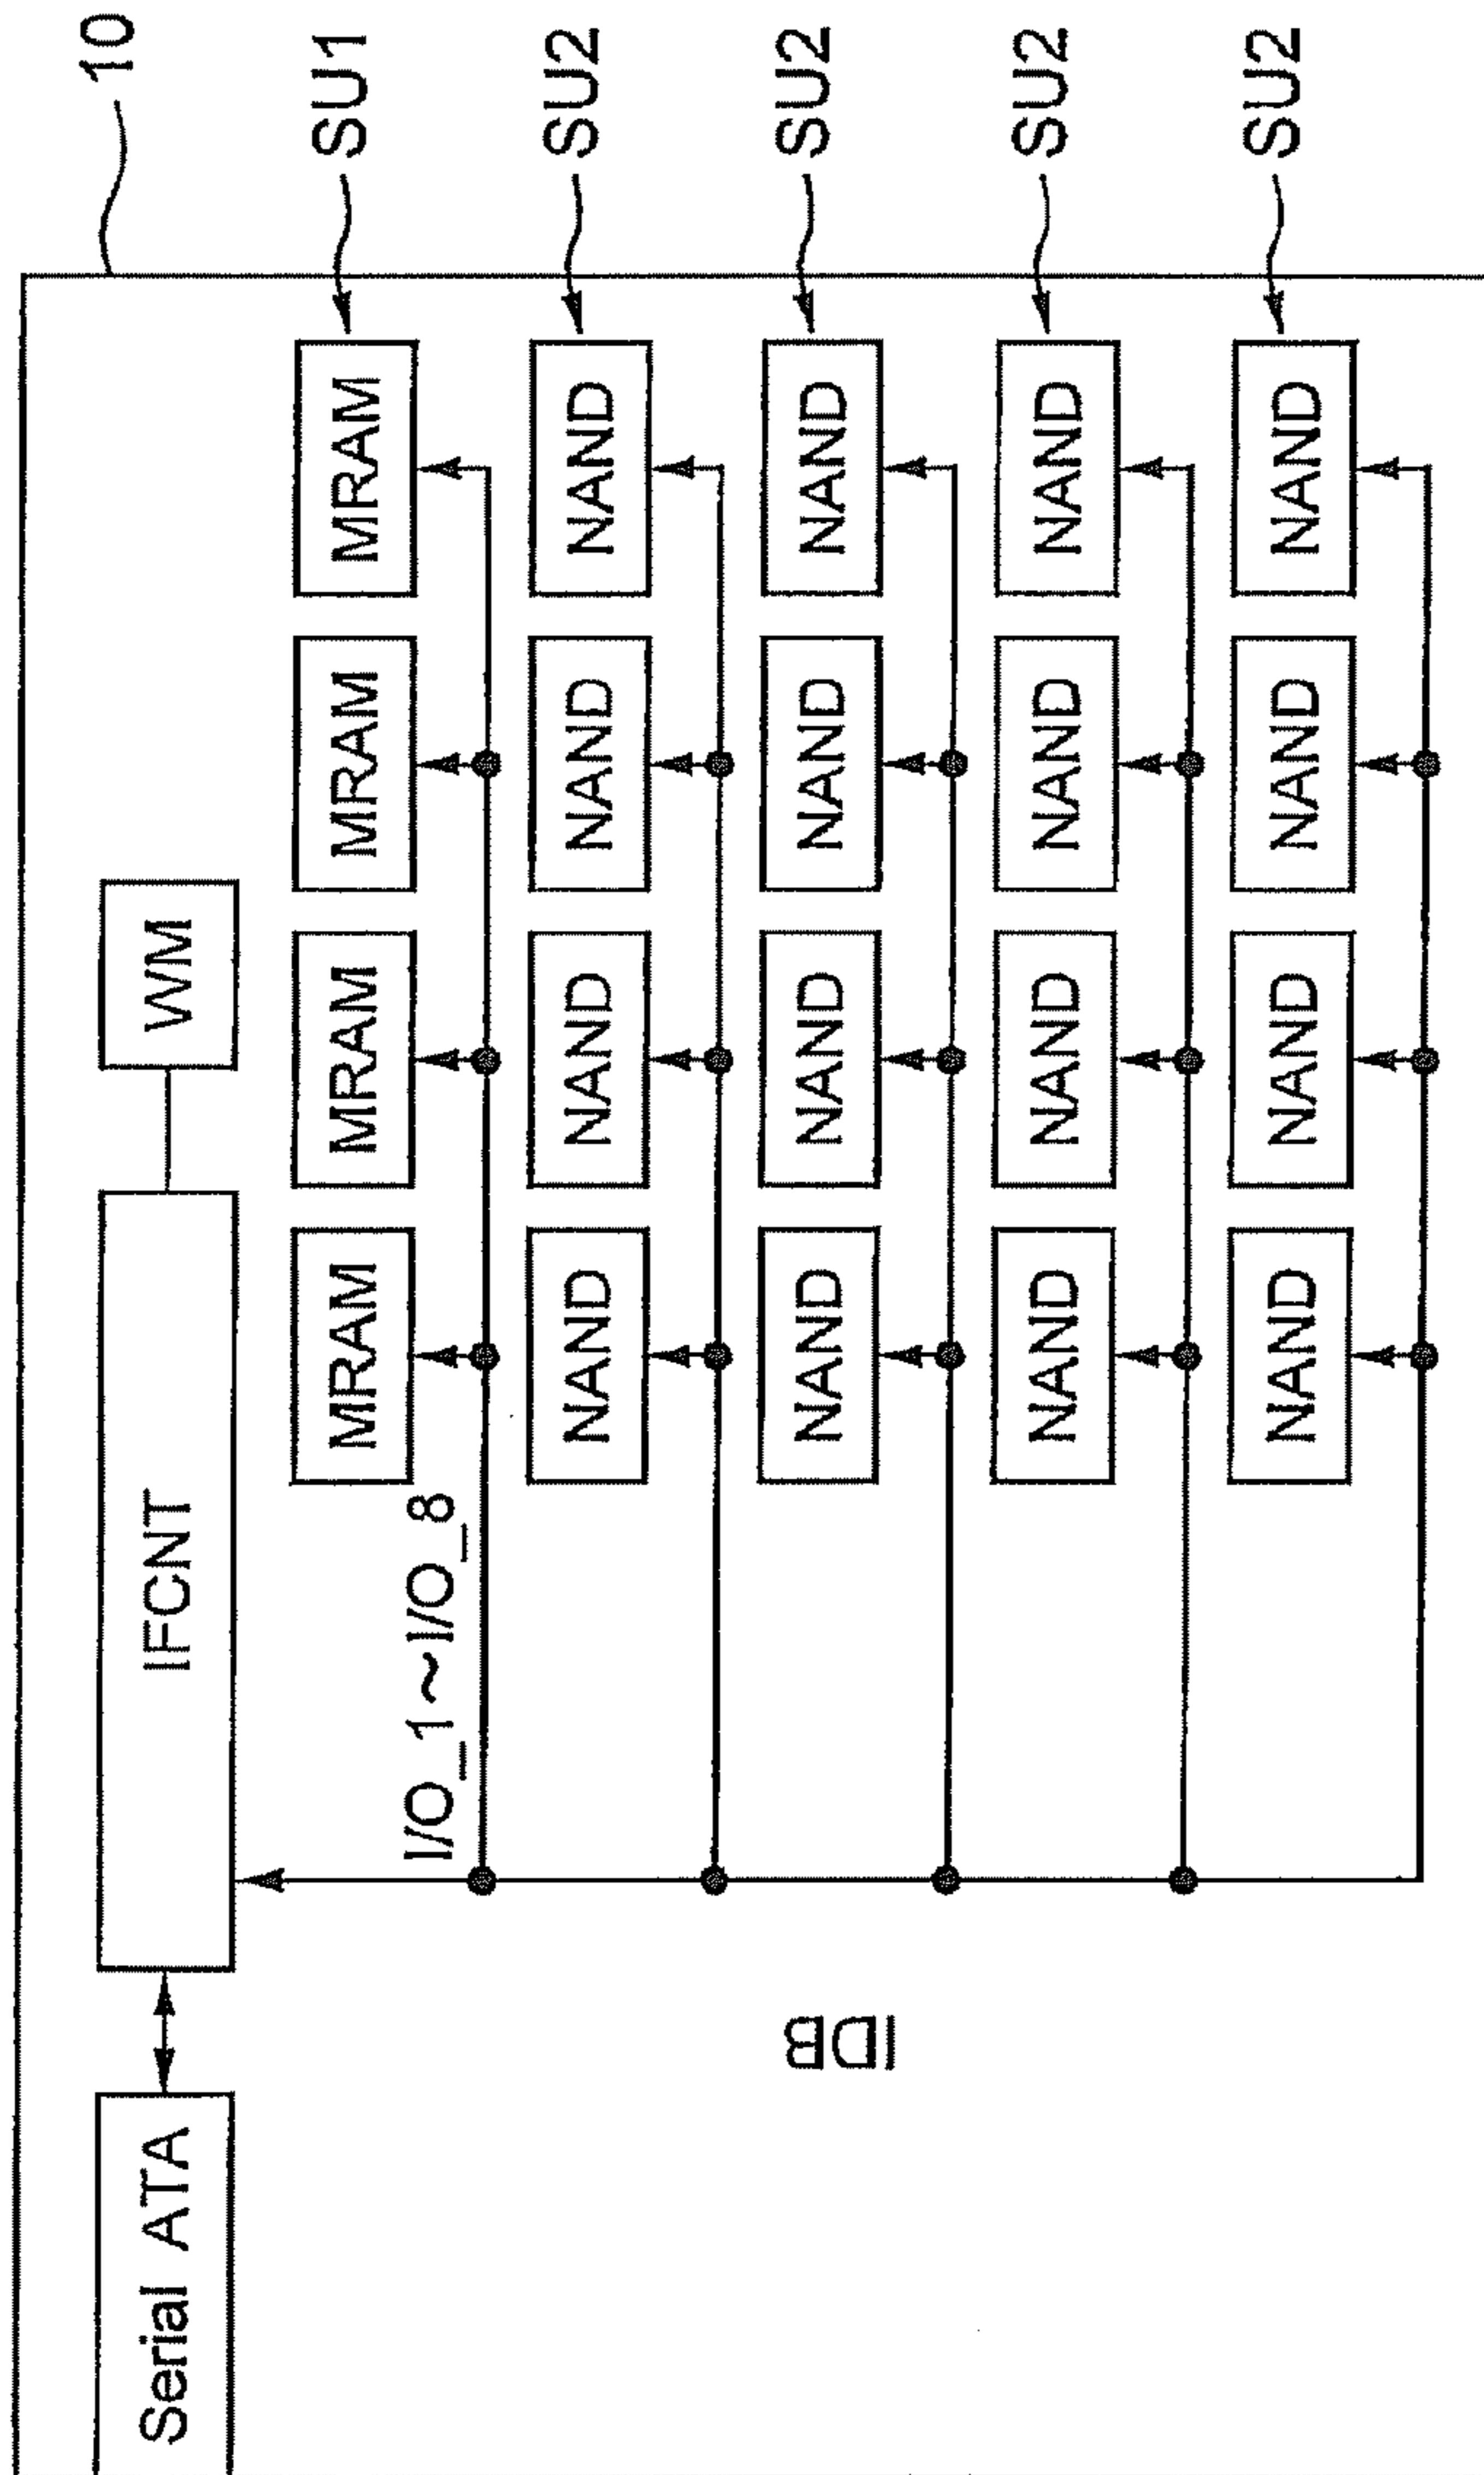 10
Serial ATA
IFCNT
WM
I/O_1~I/O_8
MRAM MRAM MRAM MRAM SU1
NAND NAND NAND NAND SU2
NAND NAND NAND NAND SU2
IDB
NAND NAND NAND NAND SU2
NAND NAND NAND NAND SU2